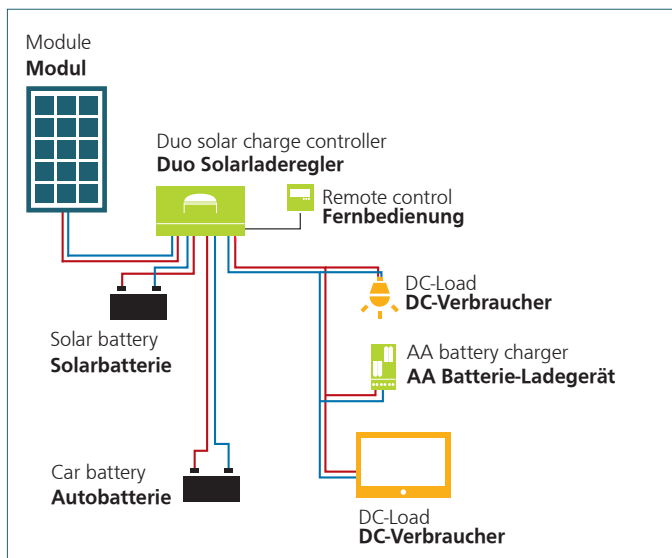 Module
Modul
Duo solar charge controller
Duo Solarladeregler
Remote control
Fernbedienung
DC-Load
DC-Verbraucher
Solar battery
Solarbatterie
AA battery charger
AA Batterie-Ladegerät
Car battery
Autobatterie
DC-Load
DC-Verbraucher